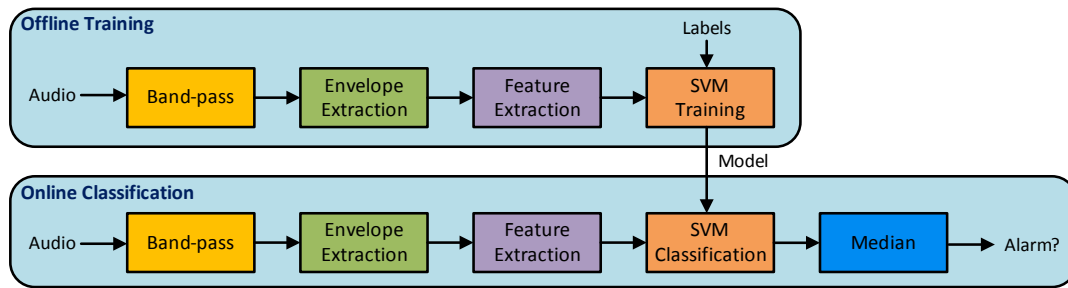 Offline Training
Labels
Audio
Band-pass
Envelope
Extraction
Feature
Extraction
SVM
Training
Model
Online Classification
Audio
Band-pass
Envelope
Extraction
Feature
Extraction
SVM
Classification
Median
Alarm?